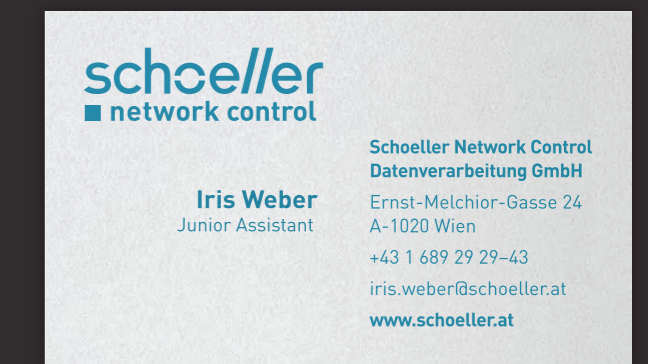 schoeller
network control
Iris Weber
Junior Assistant
Schoeller Network Control
Datenverarbeitung GmbH
Ernst-Melchior-Gasse 24
A-1020 Wien
+43 1 689 29 29–43
iris.weber@schoeller.at
www.schoeller.at